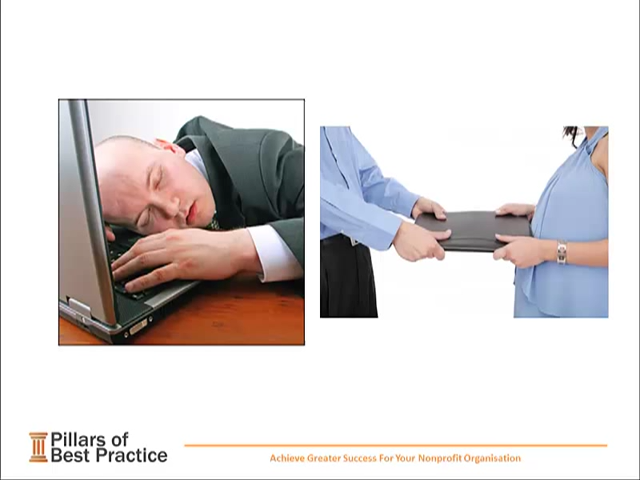 Pillars of
Best Practice
Achieve Greater Success For Your Nonprofit Organisation